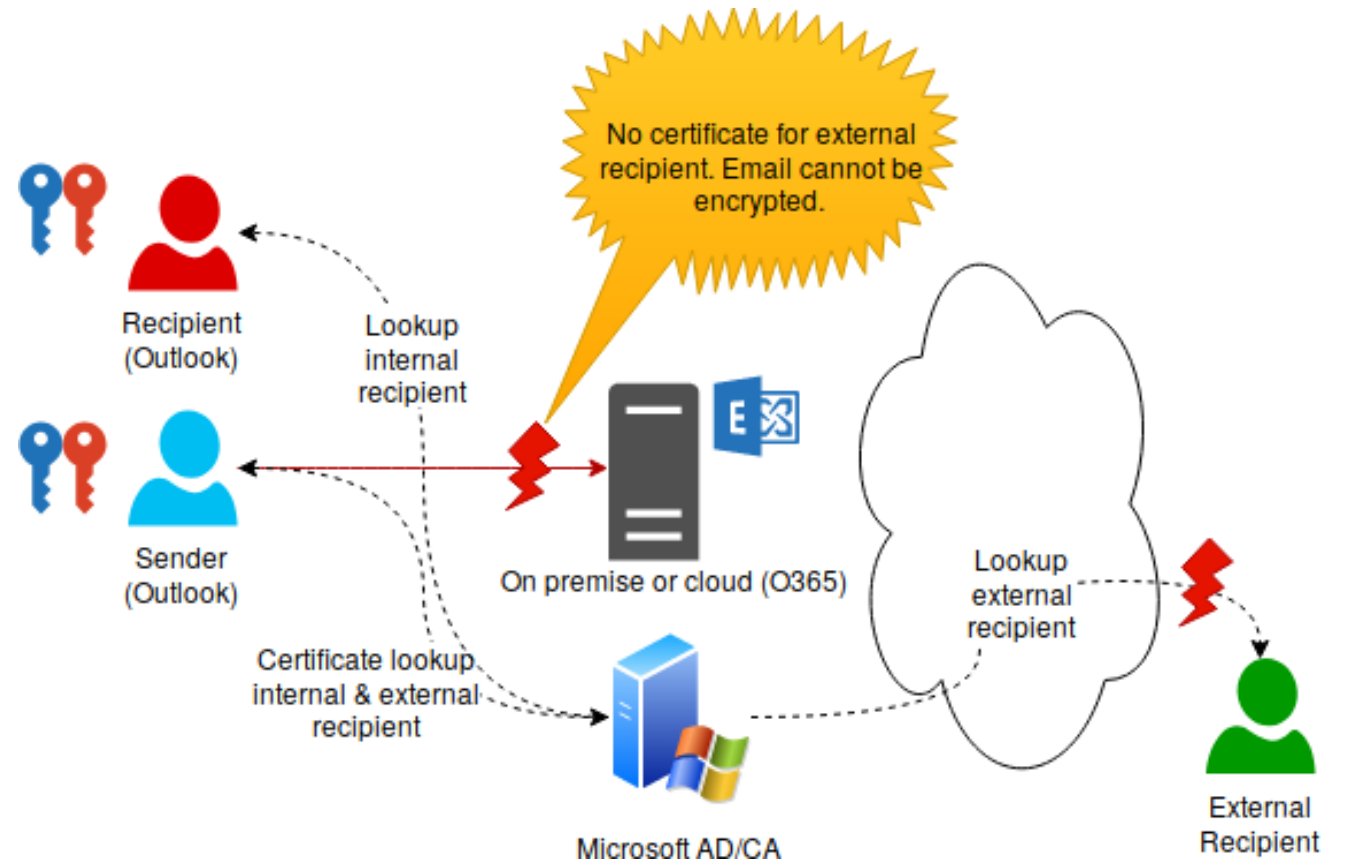 No certificate for external
recipient. Email cannot be
encrypted.
Recipient
(Outlook)
Lookup
internal
recipient
E
Sender
(Outlook)
On premise or cloud (O365)
Lookup
external
recipient
Certificate lookup
internal & external
recipient
External
Recipient
Microsoft AD/CA